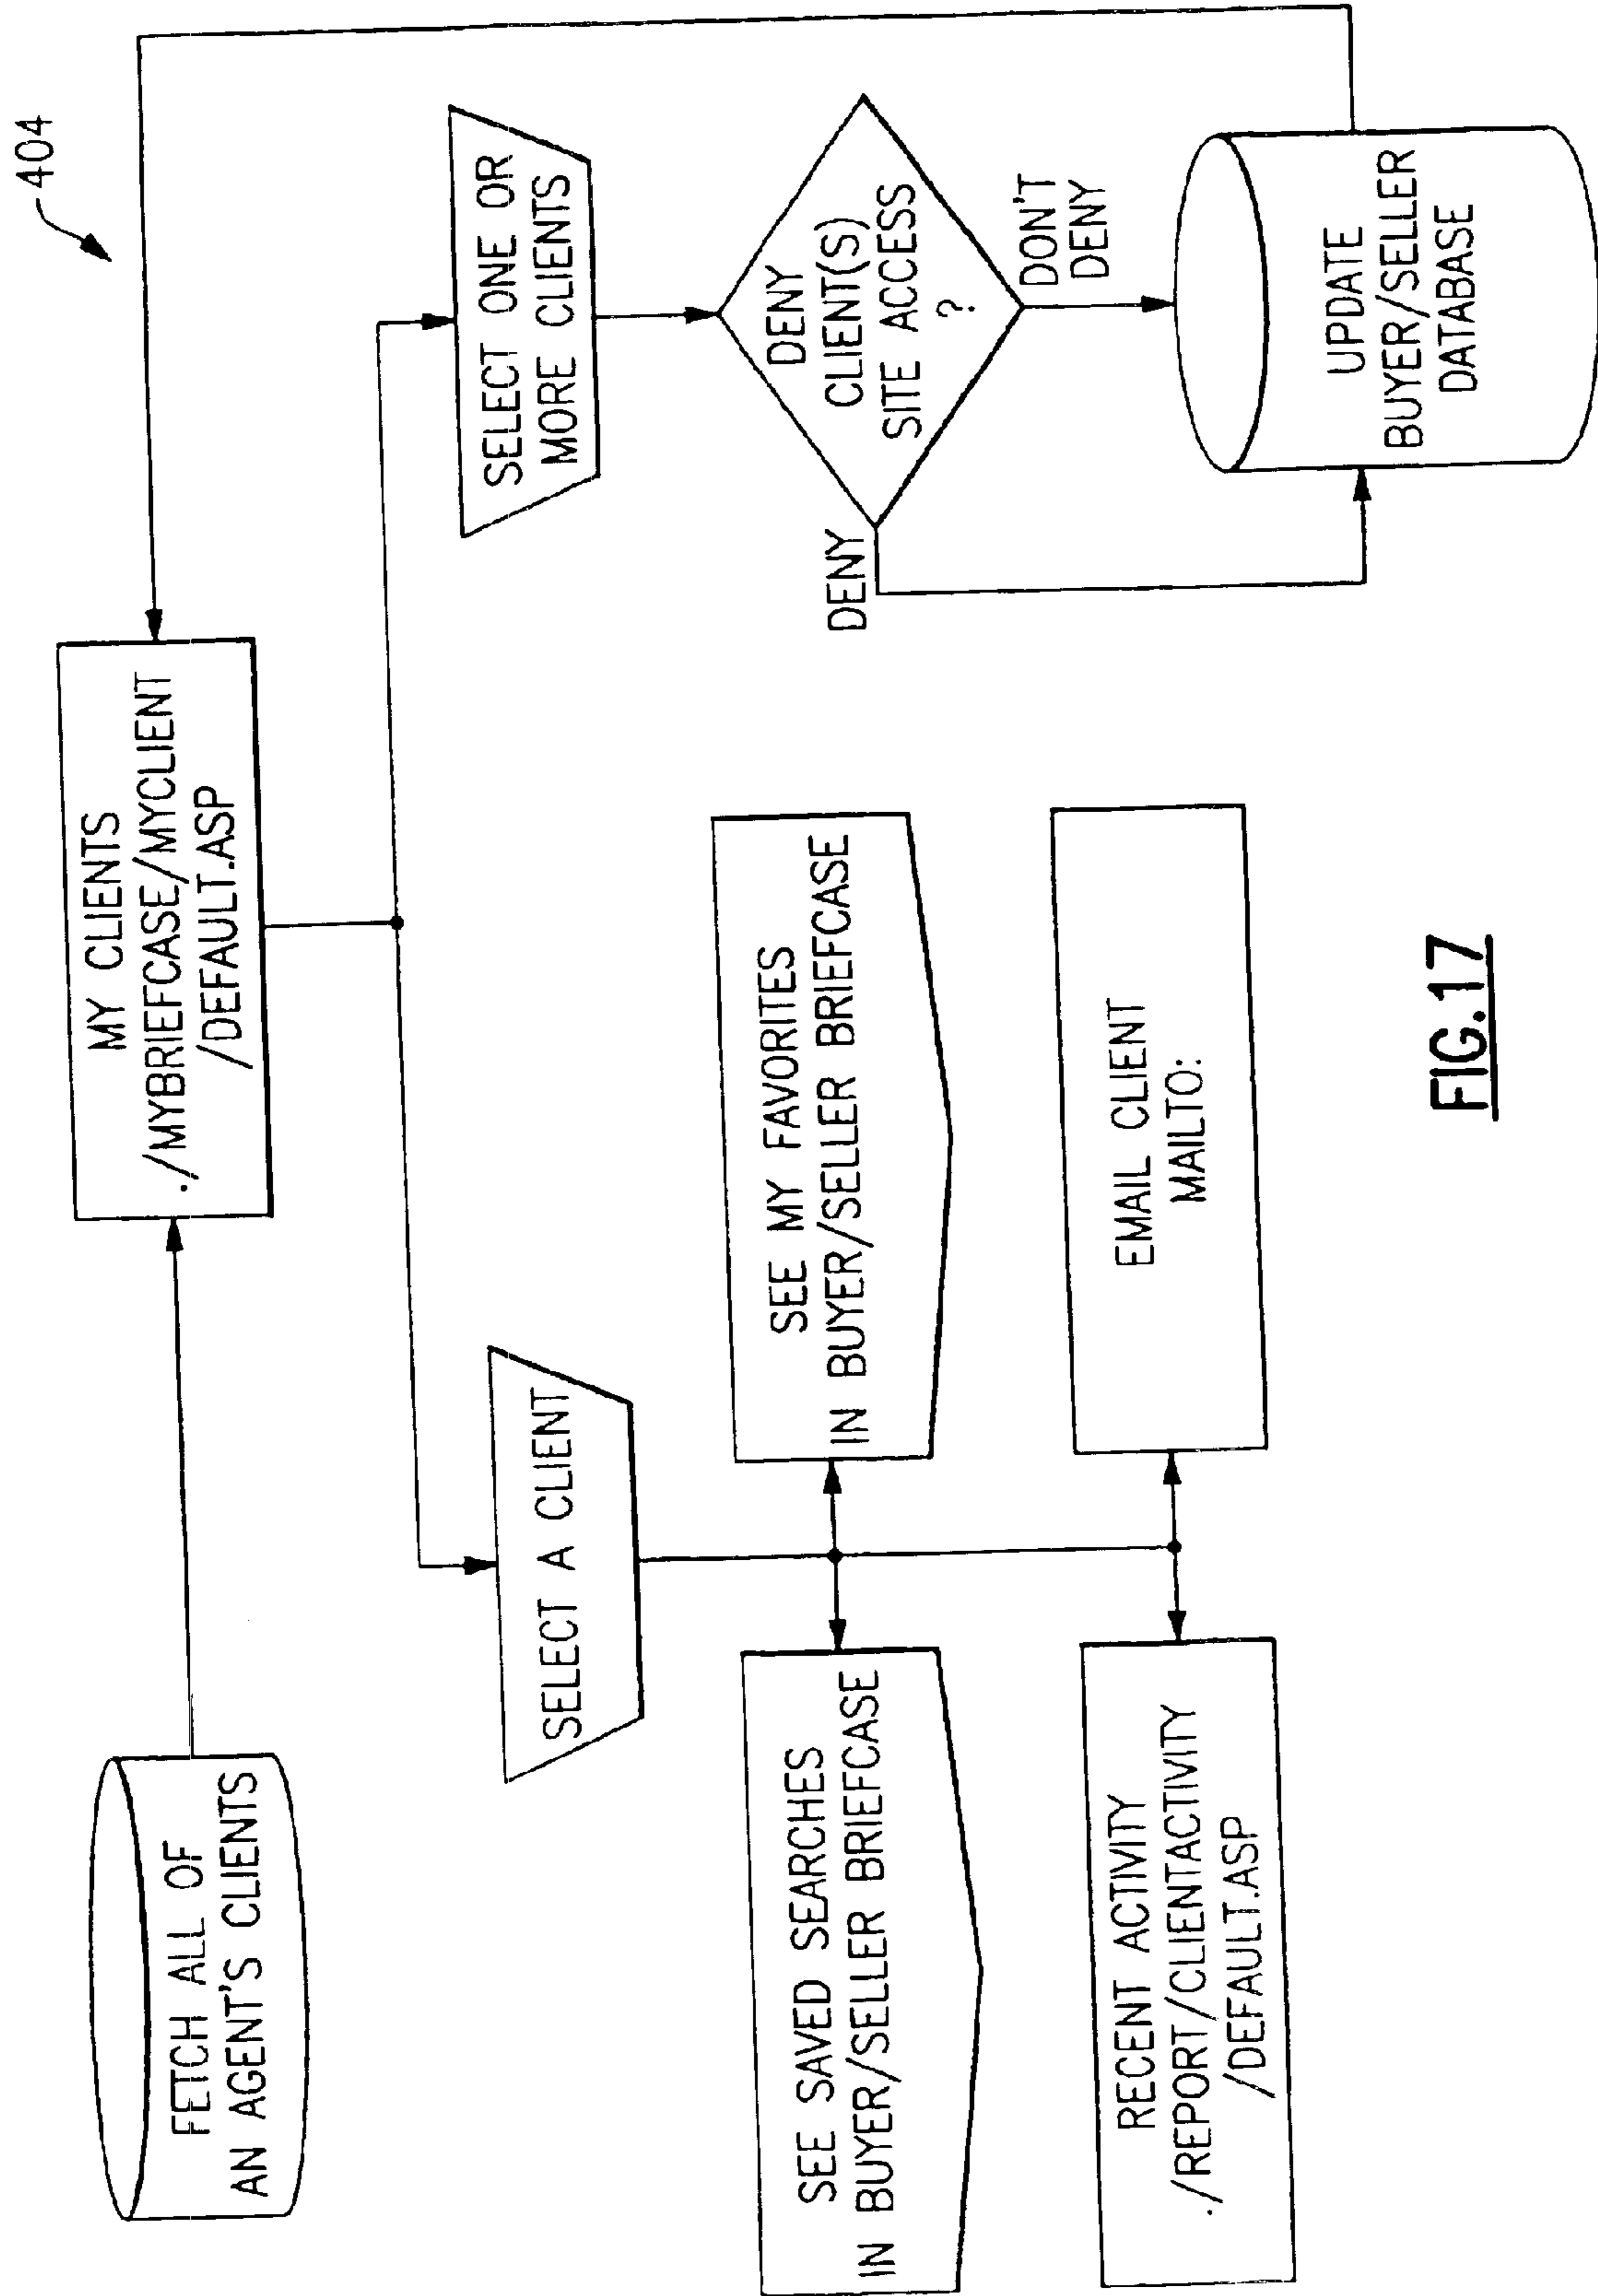 404
FETCH ALL OF
AN AGENT'S CLIENTS
MY CLIENTS
./MYBRIEFCASE/MYCLIENT
/DEFAULT.ASP
SELECT A CLIENT
SELECT ONE OR
MORE CLIENTS
SEE SAVED SEARCHES
IN BUYER/SELLER BRIEFCASE
SEE MY FAVORITES
IN BUYER/SELLER BRIEFCASE
DENY
DENY
CLIENT(S)
SITE ACCESS
?
DON'T
DENY
RECENT ACTIVITY
./REPORT/CLIENTACTIVITY
/DEFAULT.ASP
EMAIL CLIENT
MAILTO:
UPDATE
BUYER/SELLER
DATABASE
FIG.17